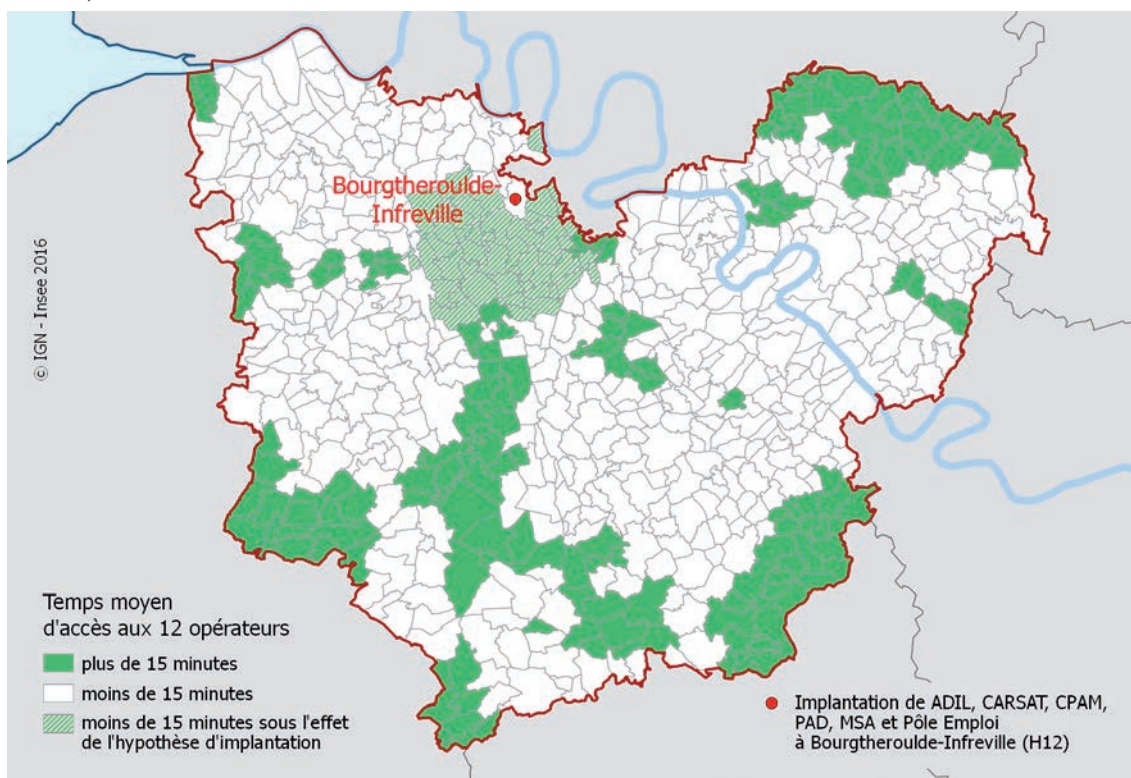 Bourgtheroulde-
Infreville
© IGN - Insee 2016
Temps moyen
d'accès aux 12 opérateurs
plus de 15 minutes
moins de 15 minutes
moins de 15 minutes sous l'effet
de l'hypothèse d'implantation
Implantation de ADIL, CARSAT, CPAM,
PAD, MSA et Pôle Emploi
à Bourgtheroulde-Infreville (H12)